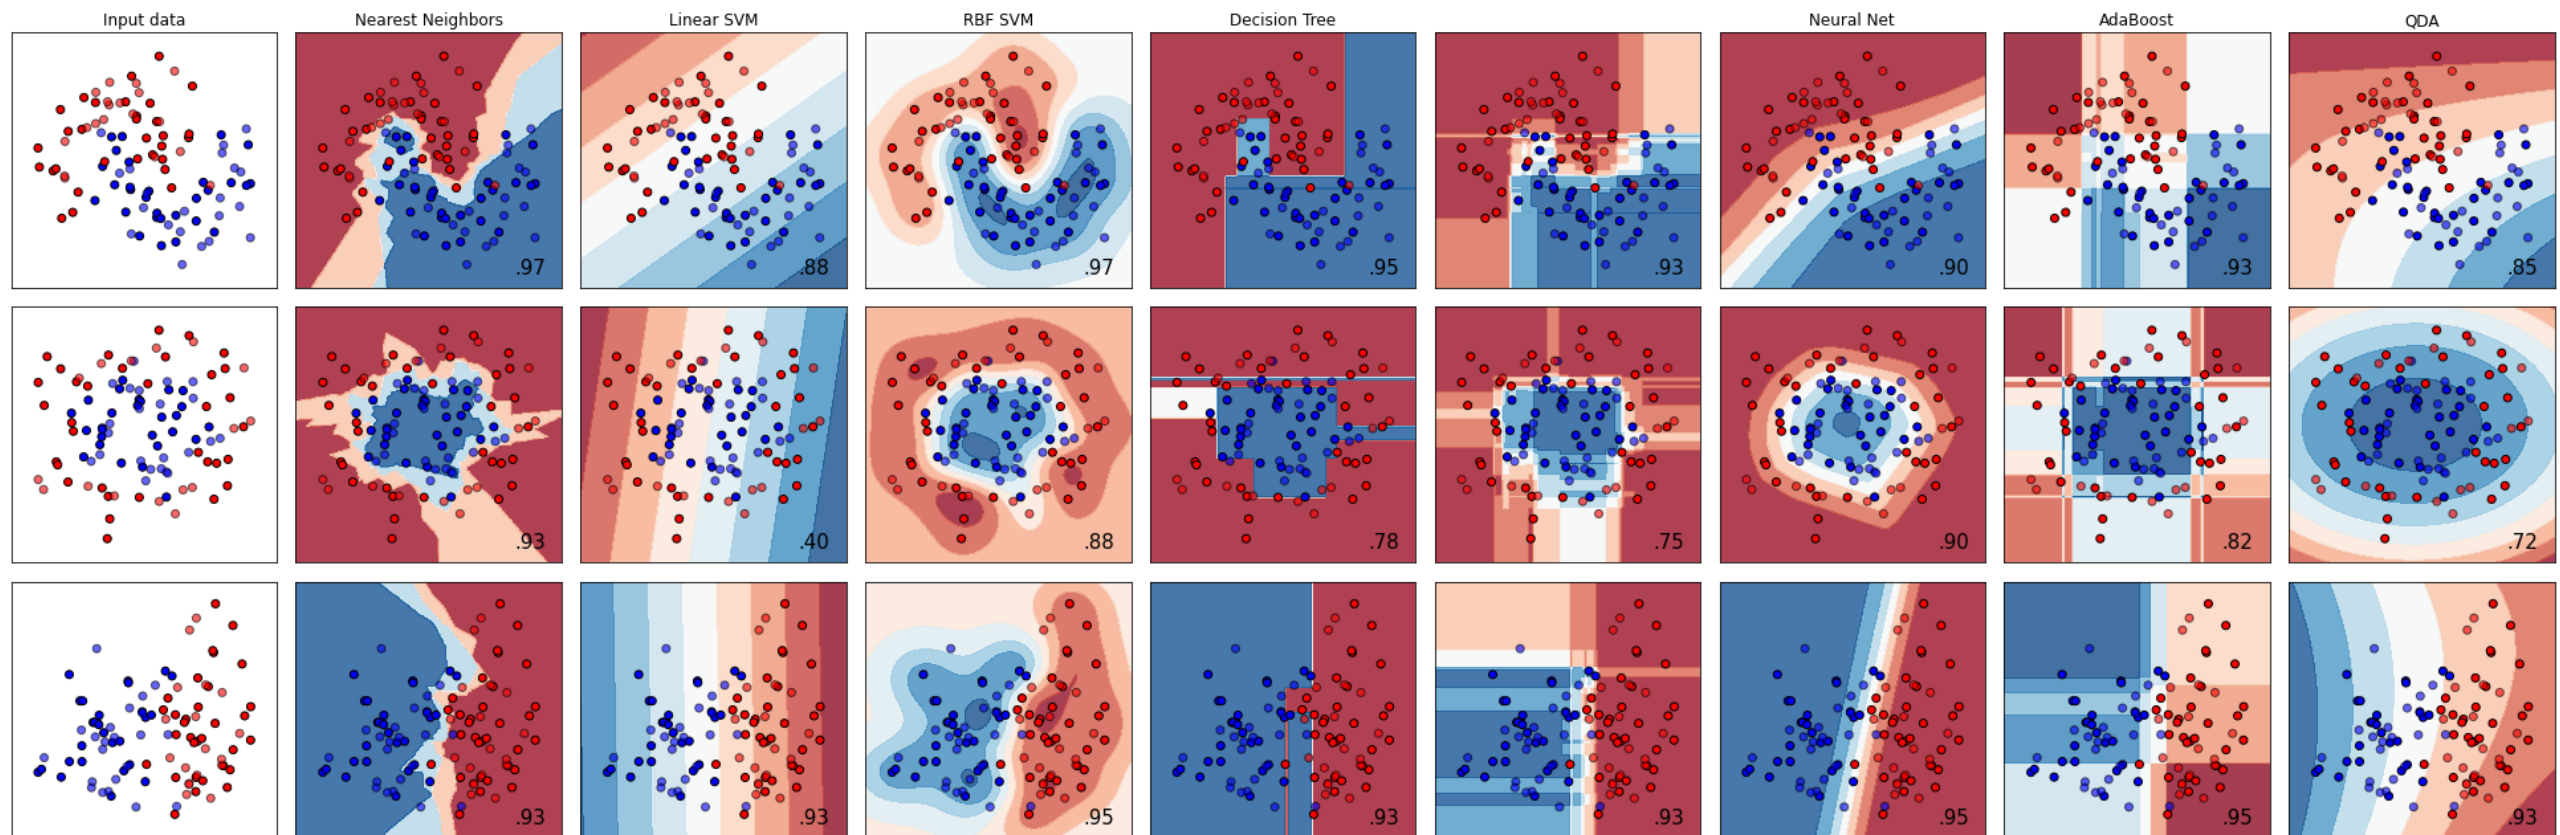 Input data Nearest Neighbors Linear SVM RBF SVM Decision Tree Neural Net AdaBoost QDA
.97 .88 .97 .95 .93 .90 .93 .85
.93 .40 .88 .78 .75 .90 .82 .72
.93 .93 .95 .93 .93 .95 .95 .93